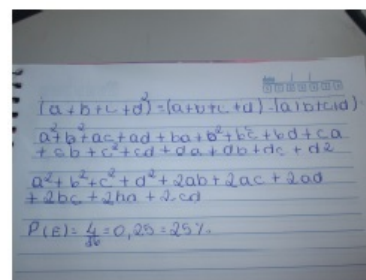 (a+b+c+d²)=(a+b+c+d)·(a)b+c+d)
a²+b²+ac+ad+ba+b²+bc+bd+ca
+cb+c²+cd+da+db+dc+d2
a²+b²+c²+d²+2ab+2ac+2ad
+2bc+2ba+2cd
P(E)=4/16=0,25=25%